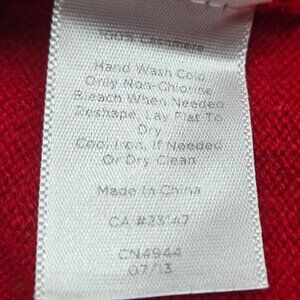 100% Cashmere
Hand Wash Cold
Only Non-Chlorine
Bleach When Needed
Reshape, Lay Flat To
Dry
Cool Iron, If Needed
Or Dry Clean
Made In China
CA #23147
CN4944
07/13